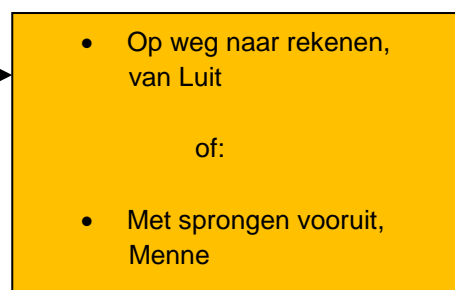 • Op weg naar rekenen,
van Luit
of:
• Met sprongen vooruit,
Menne